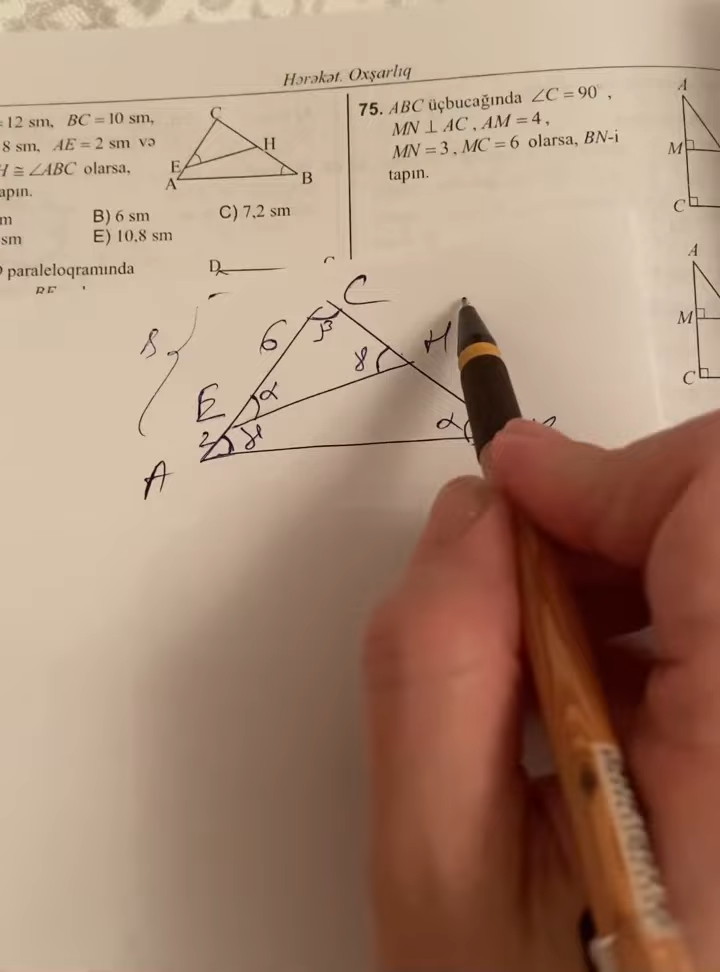 Hərəkət. Oxşarlıq
= 12 sm, BC = 10 sm,
8 sm, AE = 2 sm və
H ≅ ∠ABC olarsa,
apın.
m B) 6 sm C) 7,2 sm
sm E) 10,8 sm
C
H
E
A
B
paraleloqramında
D
75. ABC üçbucağında ∠C = 90°,
MN ⊥ AC, AM = 4,
MN = 3, MC = 6 olarsa, BN-i
tapın.
A
M
C
A
M
C
C
8
6
β
γ
H
E
α
2
γ
α
A